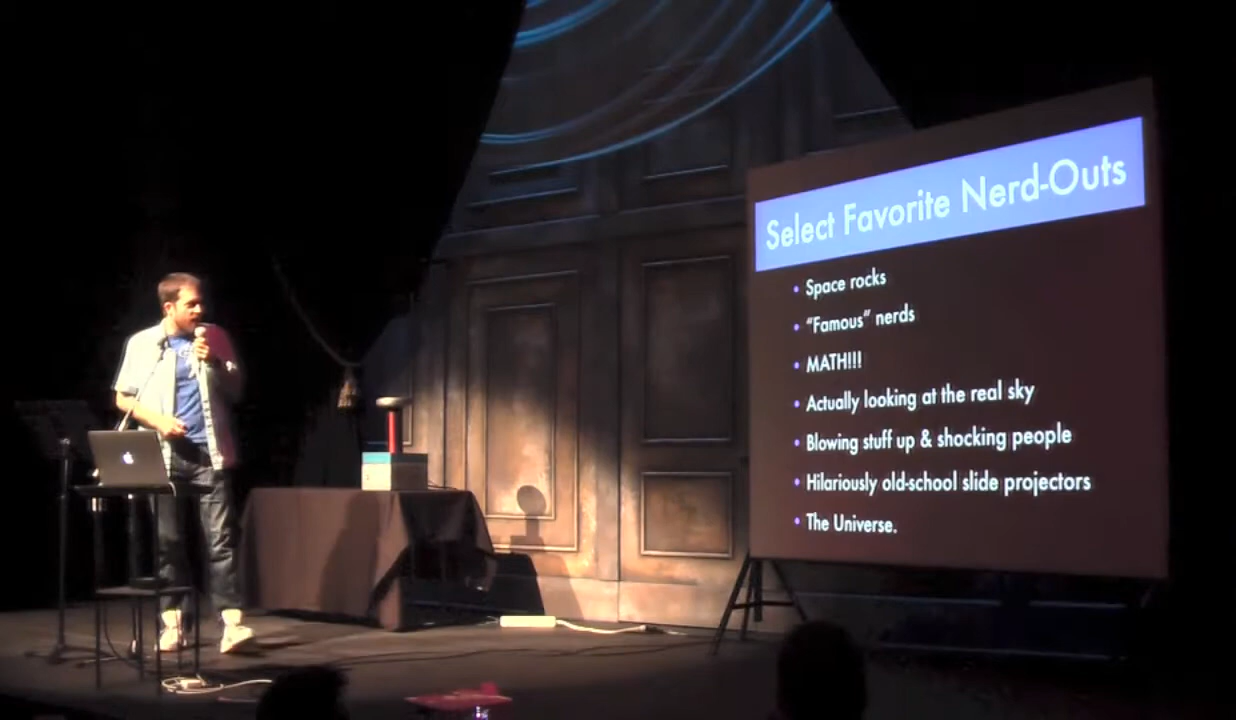 Select Favorite Nerd-Outs
• Space rocks
• “Famous” nerds
• MATH!!!
• Actually looking at the real sky
• Blowing stuff up & shocking people
• Hilariously old-school slide projectors
• The Universe.